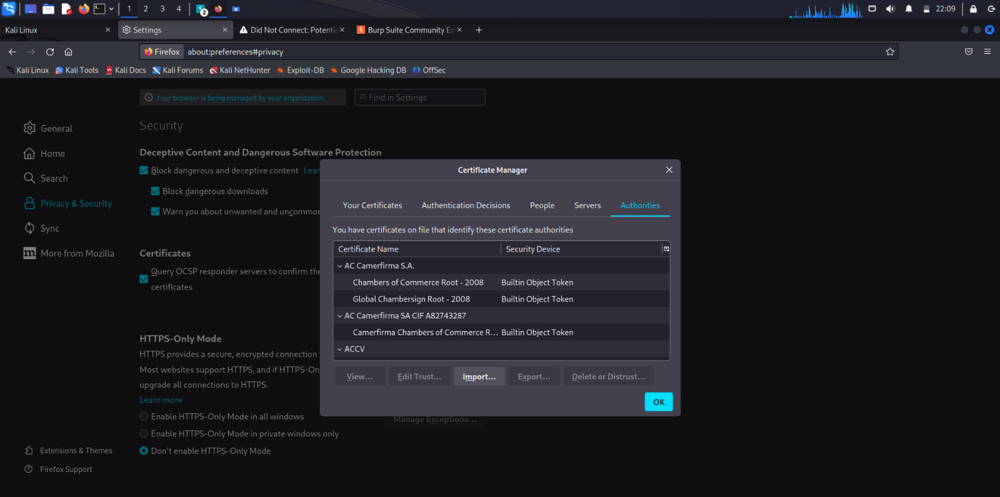 1 2 3 4 2 22:09
Kali Linux
Settings
Did Not Connect: Potentia
Burp Suite Community Ed
Firefox about:preferences#privacy
Kali Linux Kali Tools Kali Docs Kali Forums Kali NetHunter Exploit-DB Google Hacking DB OffSec
Your browser is being managed by your organization.
Find in Settings
General
Home
Search
Privacy & Security
Sync
More from Mozilla
Extensions & Themes
Firefox Support
Security
Deceptive Content and Dangerous Software Protection
Block dangerous and deceptive content Lear
Block dangerous downloads
Warn you about unwanted and uncommon
Certificates
Query OCSP responder servers to confirm the
certificates
HTTPS-Only Mode
HTTPS provides a secure, encrypted connection
Most websites support HTTPS, and if HTTPS-On
upgrade all connections to HTTPS.
Learn more
Enable HTTPS-Only Mode in all windows
Enable HTTPS-Only Mode in private windows only
Don't enable HTTPS-Only Mode
Manage Exceptions...
Certificate Manager
Your Certificates Authentication Decisions People Servers Authorities
You have certificates on file that identify these certificate authorities
Certificate Name Security Device
AC Camerfirma S.A.
Chambers of Commerce Root - 2008 Builtin Object Token
Global Chambersign Root - 2008 Builtin Object Token
AC Camerfirma SA CIF A82743287
Camerfirma Chambers of Commerce R... Builtin Object Token
ACCV
View... Edit Trust... Import... Export... Delete or Distrust...
OK